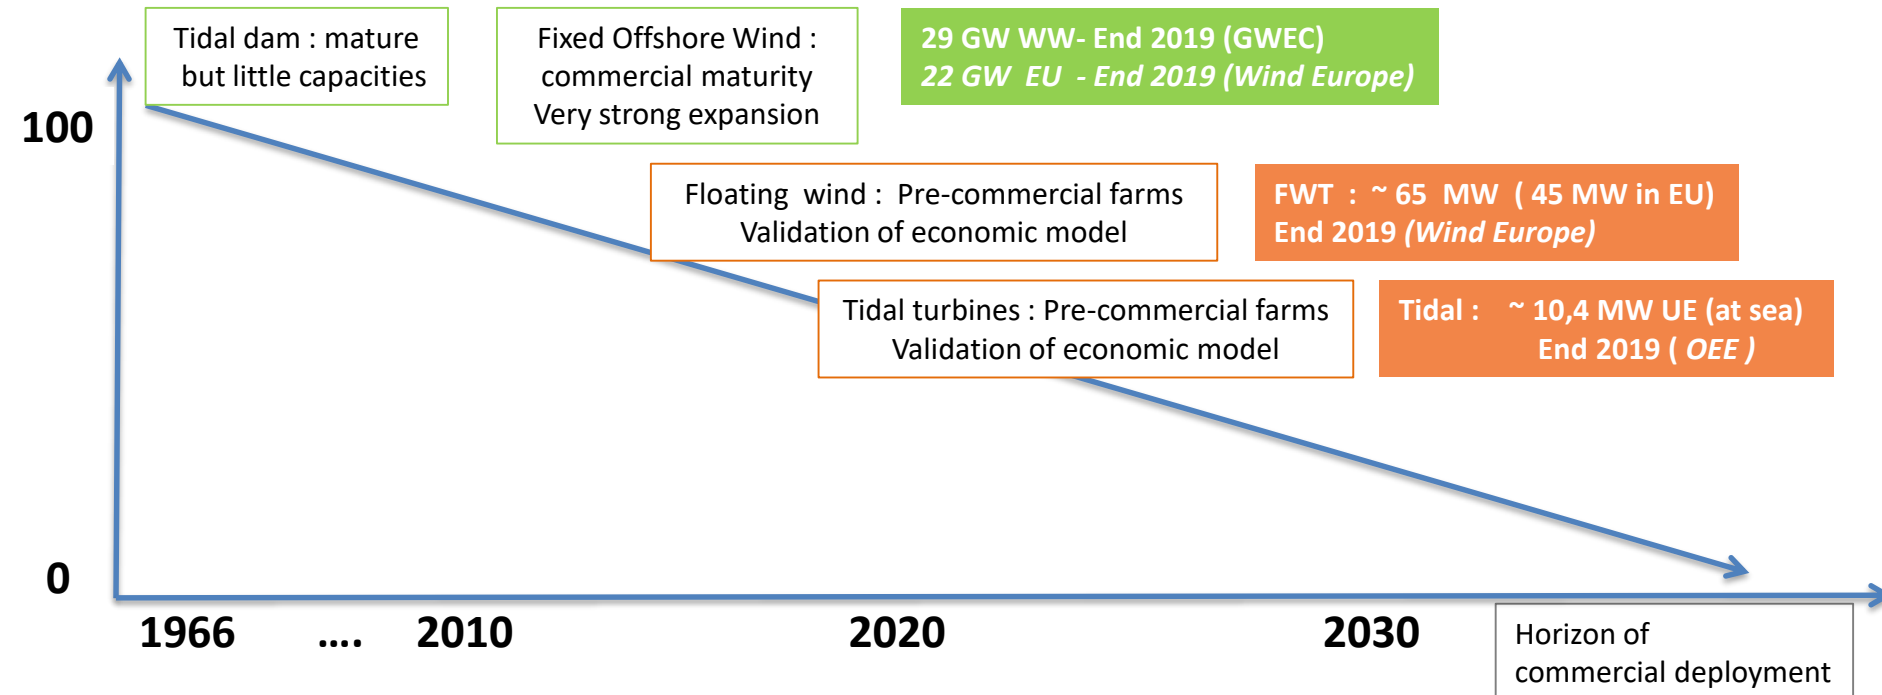 Tidal dam : mature
but little capacities
Fixed Offshore Wind :
commercial maturity
Very strong expansion
29 GW WW- End 2019 (GWEC)
22 GW EU - End 2019 (Wind Europe)
100
Floating wind : Pre-commercial farms
Validation of economic model
FWT : ~ 65 MW ( 45 MW in EU)
End 2019 (Wind Europe)
Tidal turbines : Pre-commercial farms
Validation of economic model
Tidal : ~ 10,4 MW UE (at sea)
End 2019 ( OEE )
0
1966 .... 2010 2020 2030
Horizon of
commercial deployment